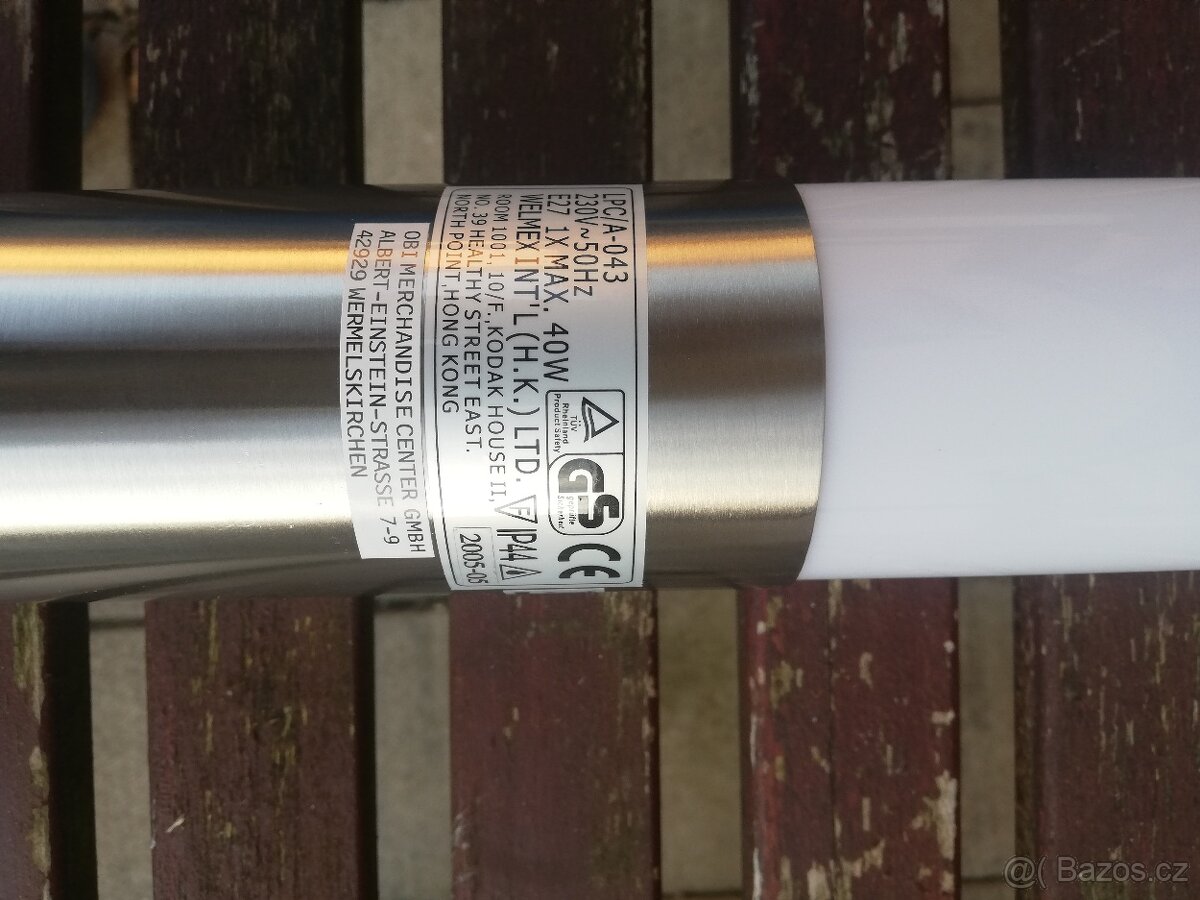 LPC/A-043
230V~50Hz
E27 1X MAX. 40W
WELMEX INT'L (H.K.) LTD.
ROOM 1001, 10/F., KODAK HOUSE II,
NO. 39 HEALTHY STREET EAST.
NORTH POINT, HONG KONG
TÜV
Rheinland
Product Safety
GS
geprüfte
Sicherheit
CE
F IP44
2005-05
OBI MERCHANDISE CENTER GMBH
ALBERT-EINSTEIN-STRASSE 7-9
42929 WERMELSKIRCHEN
@( Bazos.cz